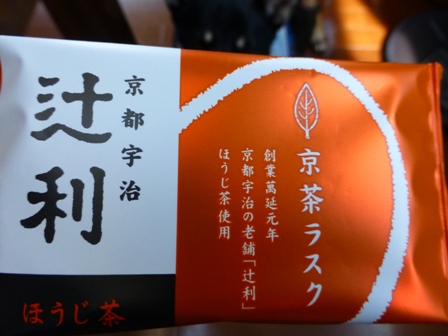 京都宇治
辻利
ほうじ茶
京茶ラスク
創業萬延元年
京都宇治の老舗「辻利」
ほうじ茶使用